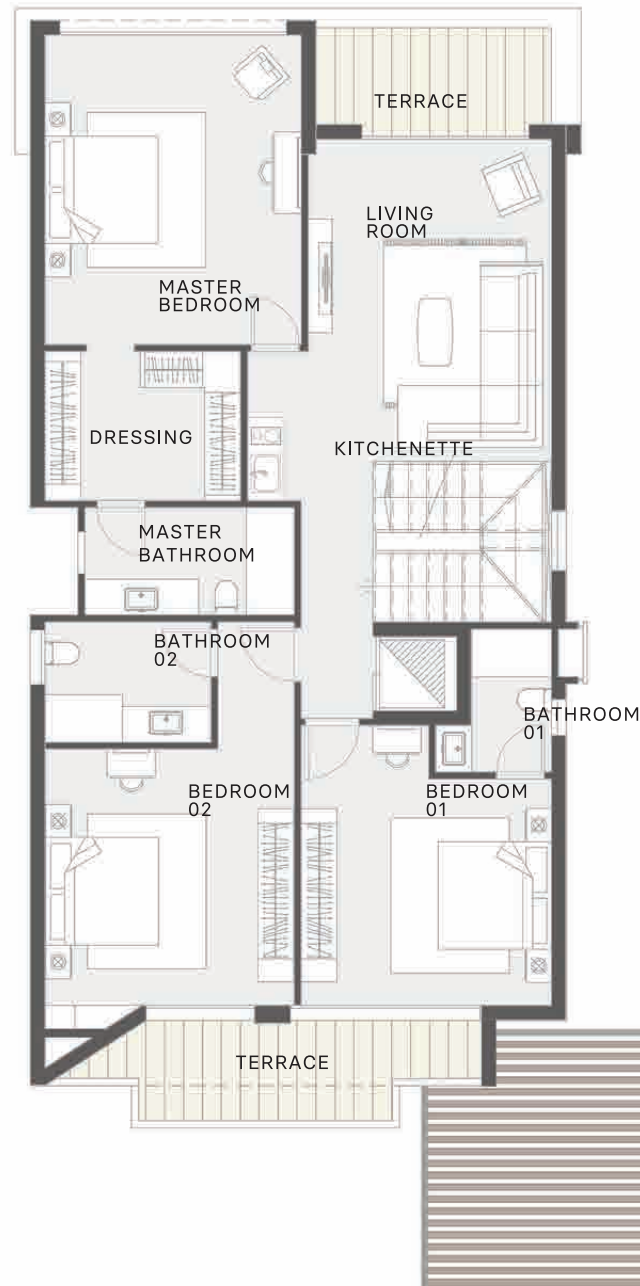 TERRACE
LIVING
ROOM
MASTER
BEDROOM
DRESSING
KITCHENETTE
MASTER
BATHROOM
BATHROOM
02
BATHROOM
01
BEDROOM
02
BEDROOM
01
TERRACE